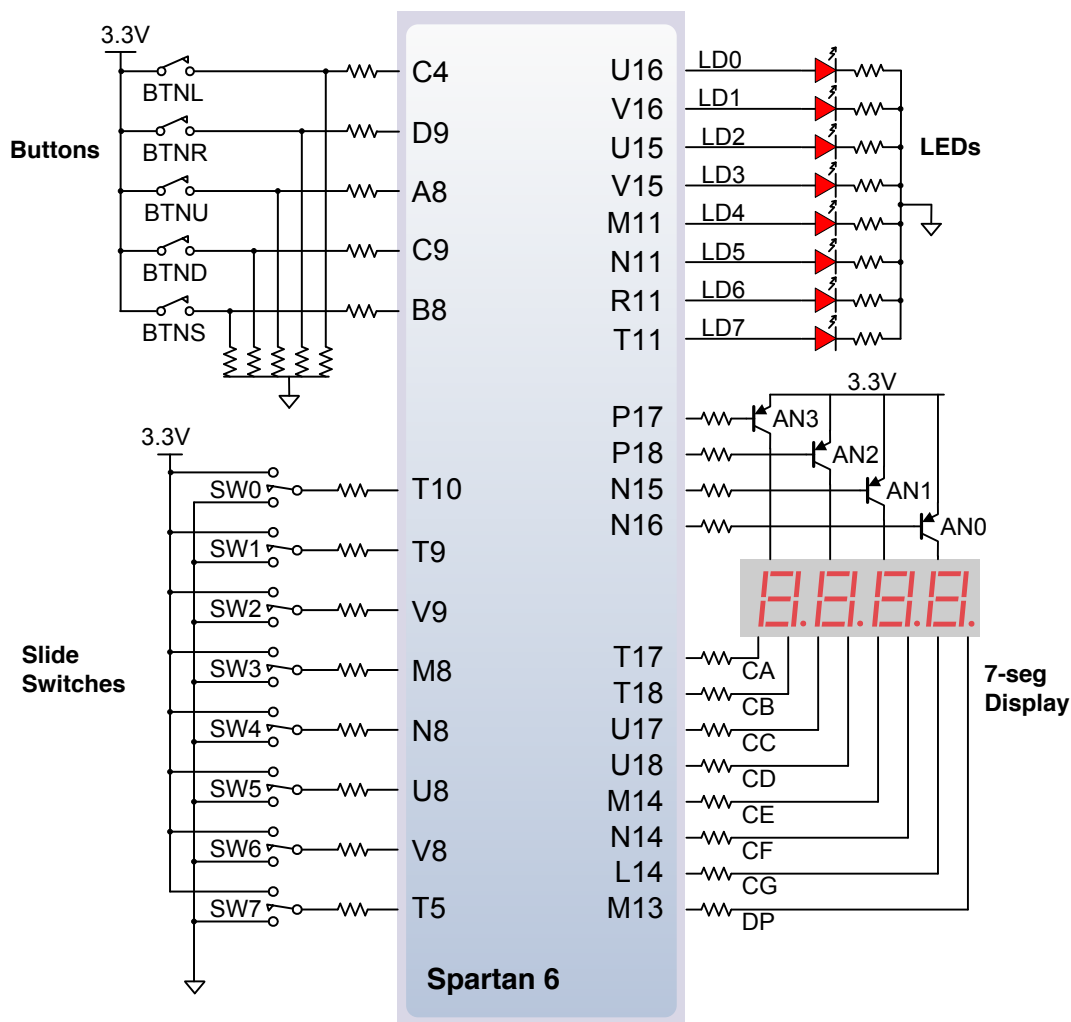 3.3V
BTNL
BTNR
BTNU
BTND
BTNS
Buttons
C4
D9
A8
C9
B8
3.3V
SW0
SW1
SW2
SW3
SW4
SW5
SW6
SW7
Slide
Switches
T10
T9
V9
M8
N8
U8
V8
T5
Spartan 6
U16
V16
U15
V15
M11
N11
R11
T11
LD0
LD1
LD2
LD3
LD4
LD5
LD6
LD7
LEDs
P17
P18
N15
N16
3.3V
AN3
AN2
AN1
AN0
8.8.8.8.
T17
T18
U17
U18
M14
N14
L14
M13
CA
CB
CC
CD
CE
CF
CG
DP
7-seg
Display